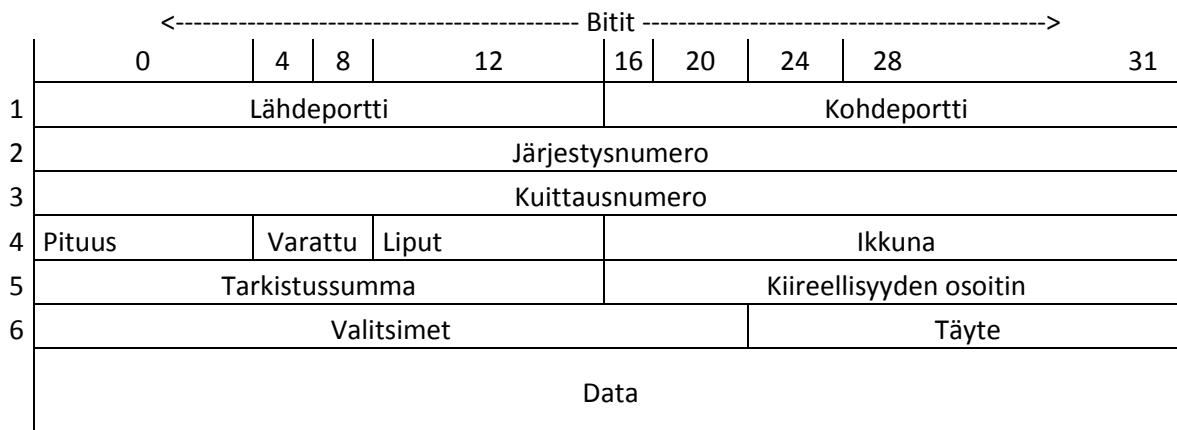 <------------------------------------------- Bitit ------------------------------------------->
0 4 8 12 16 20 24 28 31
1 Lähdeportti Kohdeportti
2 Järjestysnumero
3 Kuittausnumero
4 Pituus Varattu Liput Ikkuna
5 Tarkistussumma Kiireellisyyden osoitin
6 Valitsimet Täyte
Data